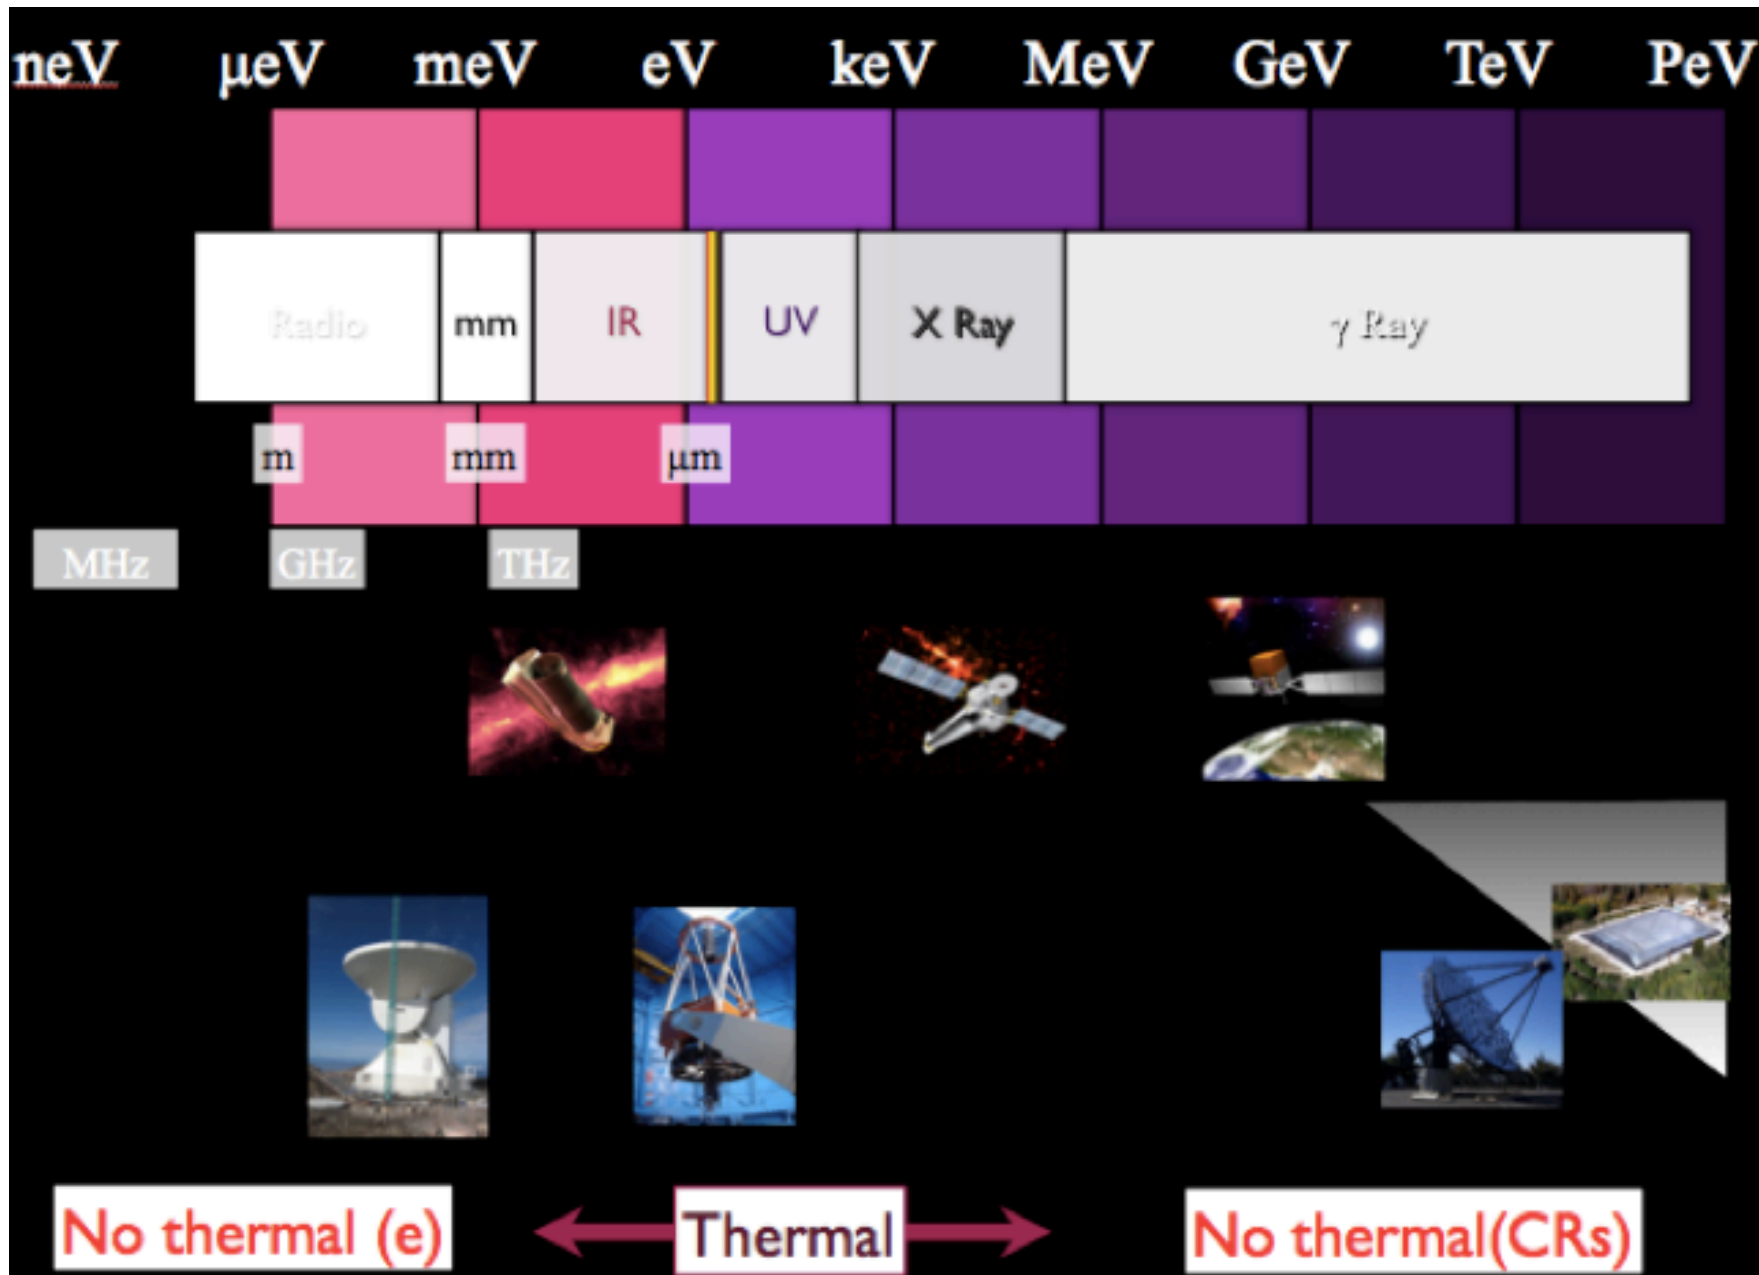 neV μeV meV eV keV MeV GeV TeV PeV
Radio mm IR UV X Ray γ Ray
m mm μm
MHz GHz THz
No thermal (e) Thermal No thermal(CRs)